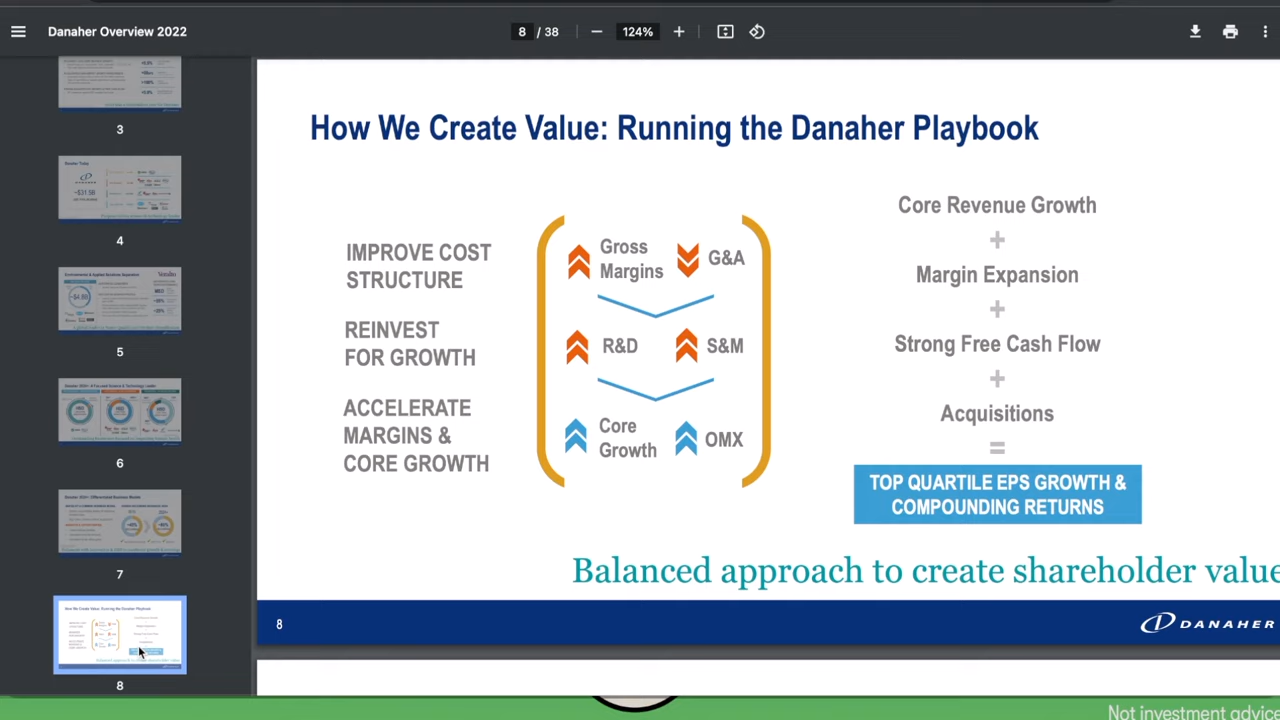 Danaher Overview 2022
8 / 38
124%
3
4
5
6
7
8
How We Create Value: Running the Danaher Playbook
IMPROVE COST
STRUCTURE
REINVEST
FOR GROWTH
ACCELERATE
MARGINS &
CORE GROWTH
Gross
Margins
G&A
R&D
S&M
Core
Growth
OMX
Core Revenue Growth
+
Margin Expansion
+
Strong Free Cash Flow
+
Acquisitions
=
TOP QUARTILE EPS GROWTH &
COMPOUNDING RETURNS
Balanced approach to create shareholder value
8
DANAHER
Not investment advice